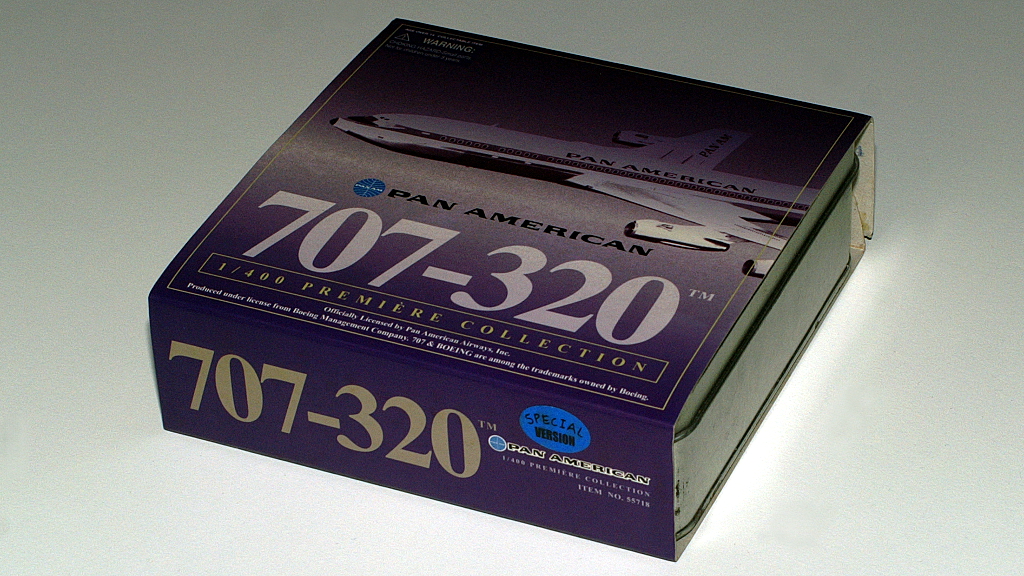 WARNING:
PAN AM
PAN AMERICAN
PAN AMERICAN
707-320™
1/400 PREMIÈRE COLLECTION
Officially Licensed by Pan American Airways, Inc.
Produced under license from Boeing Management Company. 707 & BOEING are among the trademarks owned by Boeing.
707-320™
SPECIAL
VERSION
PAN AMERICAN
1/400 PREMIÈRE COLLECTION
ITEM NO. 55718